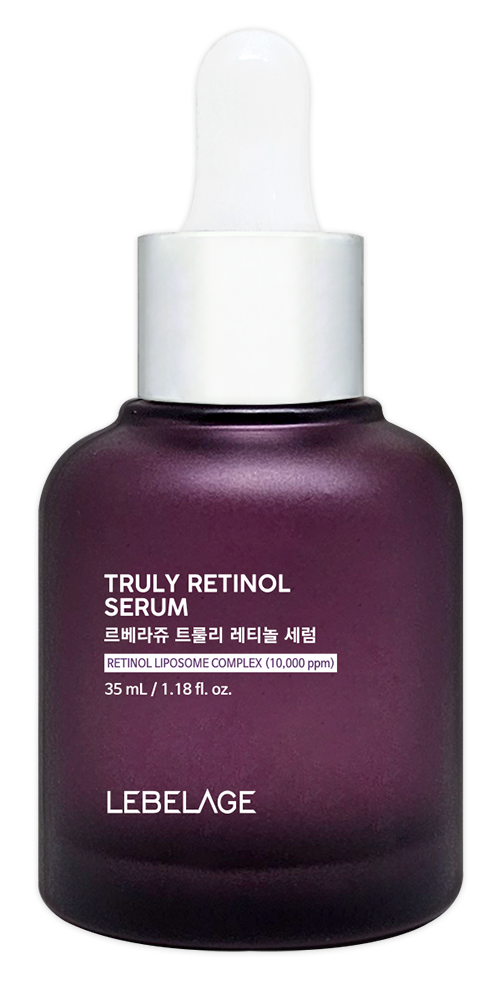 TRULY RETINOL
SERUM
르베라쥬 트룰리 레티놀 세럼
RETINOL LIPOSOME COMPLEX (10,000 ppm)
35 mL / 1.18 fl. oz.
LEBELAGE